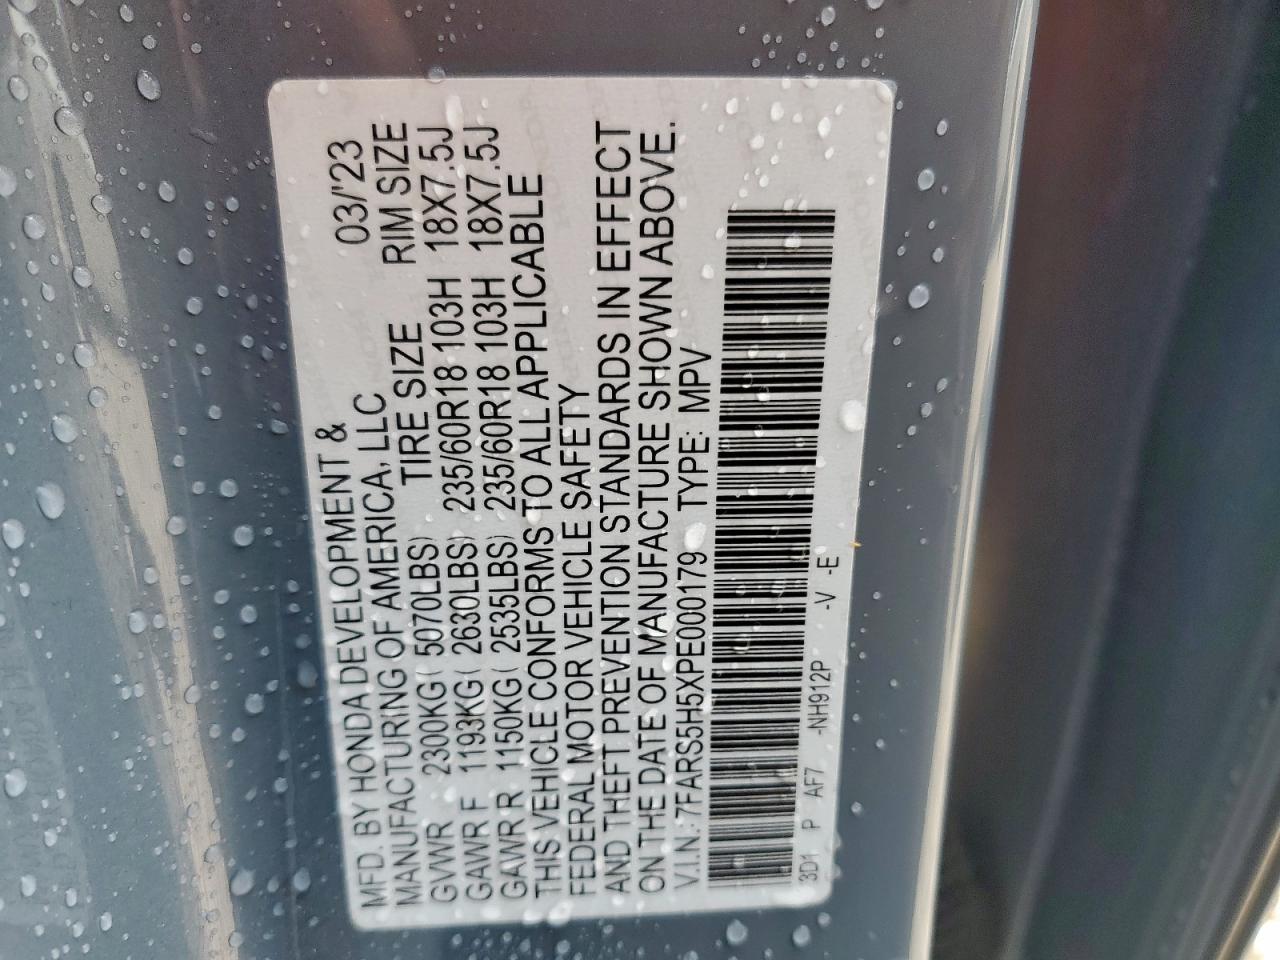 MFD. BY HONDA DEVELOPMENT & 03/'23
MANUFACTURING OF AMERICA, LLC
TIRE SIZE RIM SIZE
GVWR 2300KG( 5070LBS)
GAWR F 1193KG( 2630LBS) 235/60R18 103H 18X7.5J
GAWR R 1150KG( 2535LBS) 235/60R18 103H 18X7.5J
THIS VEHICLE CONFORMS TO ALL APPLICABLE
FEDERAL MOTOR VEHICLE SAFETY
AND THEFT PREVENTION STANDARDS IN EFFECT
ON THE DATE OF MANUFACTURE SHOWN ABOVE.
V.I.N.: 7FARS5H5XPE000179 TYPE: MPV
3D1 P AF7 -NH912P -V -E